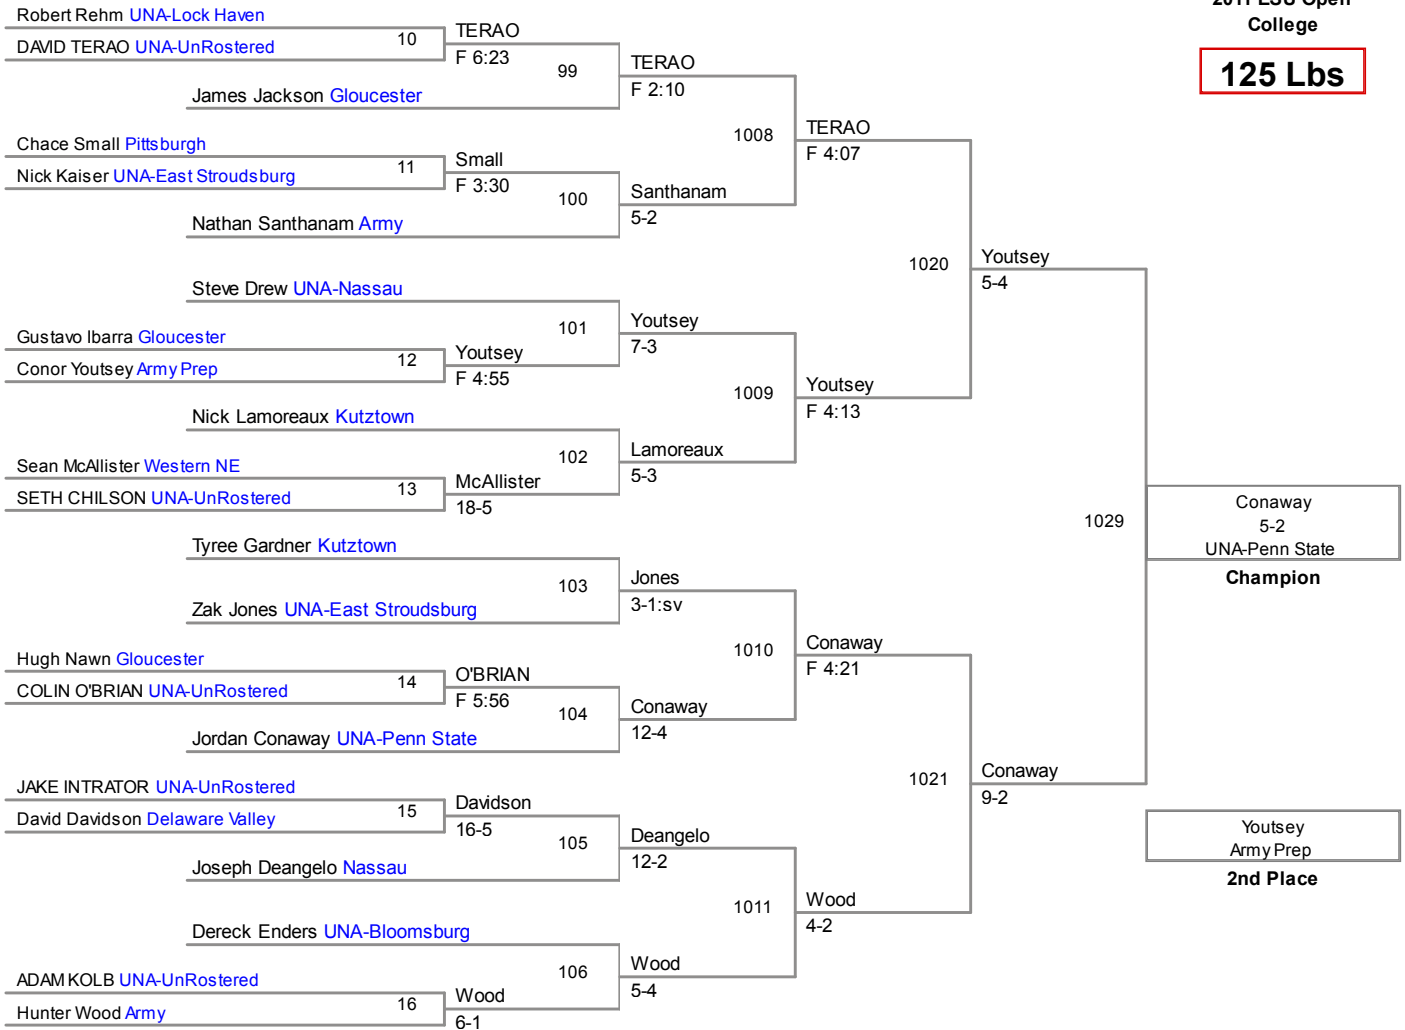 Robert Rehm UNA-Lock Haven
DAVID TERAO UNA-UnRostered
10
TERAO
F 6:23
James Jackson Gloucester
99
TERAO
F 2:10
Chace Small Pittsburgh
Nick Kaiser UNA-East Stroudsburg
11
Small
F 3:30
Nathan Santhanam Army
100
Santhanam
5-2
1008
TERAO
F 4:07
Steve Drew UNA-Nassau
Gustavo Ibarra Gloucester
Conor Youtsey Army Prep
12
Youtsey
F 4:55
101
Youtsey
7-3
Nick Lamoreaux Kutztown
Sean McAllister Western NE
SETH CHILSON UNA-UnRostered
13
McAllister
18-5
102
Lamoreaux
5-3
1009
Youtsey
F 4:13
1020
Youtsey
5-4
Tyree Gardner Kutztown
Zak Jones UNA-East Stroudsburg
103
Jones
3-1:sv
Hugh Nawn Gloucester
COLIN O'BRIAN UNA-UnRostered
14
O'BRIAN
F 5:56
Jordan Conaway UNA-Penn State
104
Conaway
12-4
1010
Conaway
F 4:21
JAKE INTRATOR UNA-UnRostered
David Davidson Delaware Valley
15
Davidson
16-5
Joseph Deangelo Nassau
105
Deangelo
12-2
Dereck Enders UNA-Bloomsburg
ADAM KOLB UNA-UnRostered
Hunter Wood Army
16
Wood
6-1
106
Wood
5-4
1011
Wood
4-2
1021
Conaway
9-2
1029
2011 ESU Open
College
125 Lbs
Conaway
5-2
UNA-Penn State
Champion
Youtsey
Army Prep
2nd Place